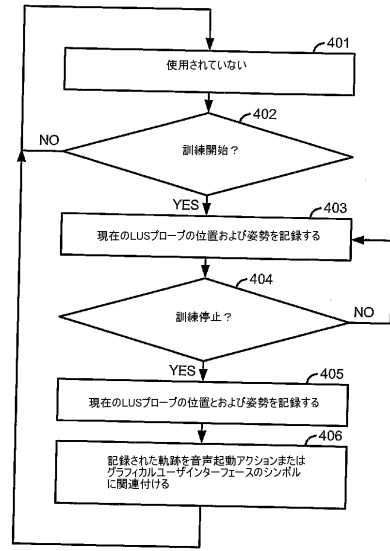 401
使用されていない
402
訓練開始？
NO
YES
403
現在のLUSプローブの位置および姿勢を記録する
404
訓練停止？
NO
YES
405
現在のLUSプローブの位置とおよび姿勢を記録する
406
記録された軌跡を音声起動アクションまたは
グラフィカルユーザインターフェースのシンボル
に関連付ける